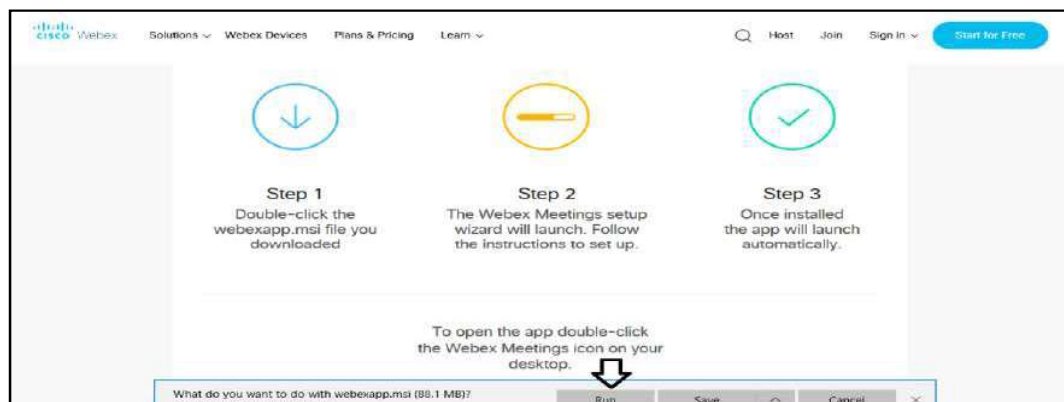 cisco Webex Solutions Webex Devices Plans & Pricing Learn Host Join Sign In Start for Free
Step 1
Double-click the
webexapp.msi file you
downloaded
Step 2
The Webex Meetings setup
wizard will launch. Follow
the instructions to set up.
Step 3
Once installed
the app will launch
automatically.
To open the app double-click
the Webex Meetings icon on your
desktop.
What do you want to do with webexapp.msi (88.1 MB)? Run Save Cancel